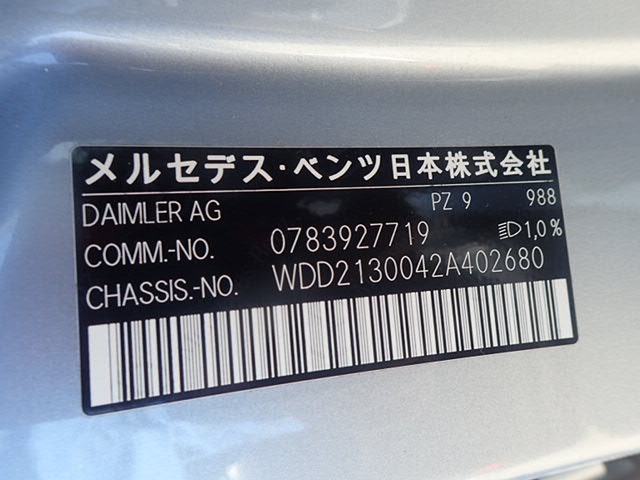 メルセデス・ベンツ日本株式会社
DAIMLER AG PZ 9 988
COMM.-NO. 0783927719 1,0%
CHASSIS.-NO. WDD2130042A402680